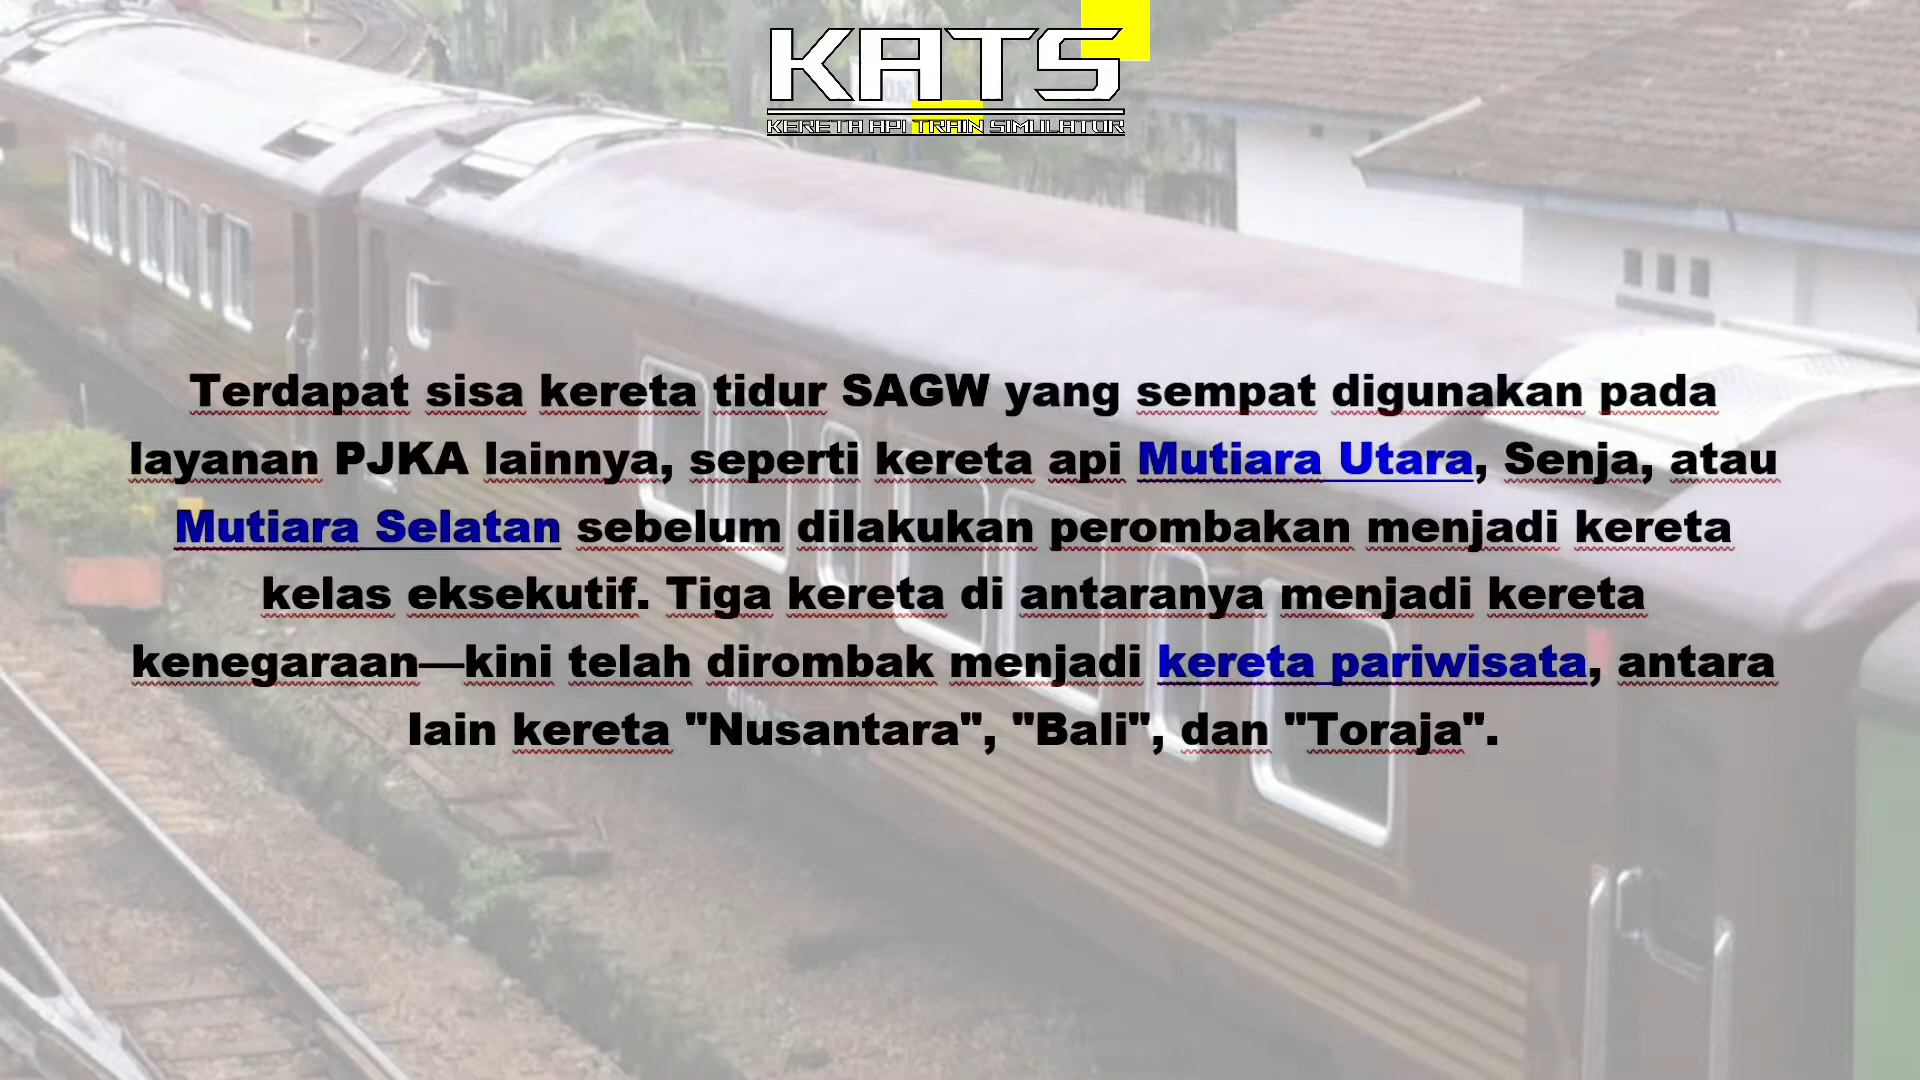 KATS
KERETA API TRAIN SIMULATOR
Terdapat sisa kereta tidur SAGW yang sempat digunakan pada
layanan PJKA lainnya, seperti kereta api Mutiara Utara, Senja, atau
Mutiara Selatan sebelum dilakukan perombakan menjadi kereta
kelas eksekutif. Tiga kereta di antaranya menjadi kereta
kenegaraan—kini telah dirombak menjadi kereta pariwisata, antara
lain kereta "Nusantara", "Bali", dan "Toraja".